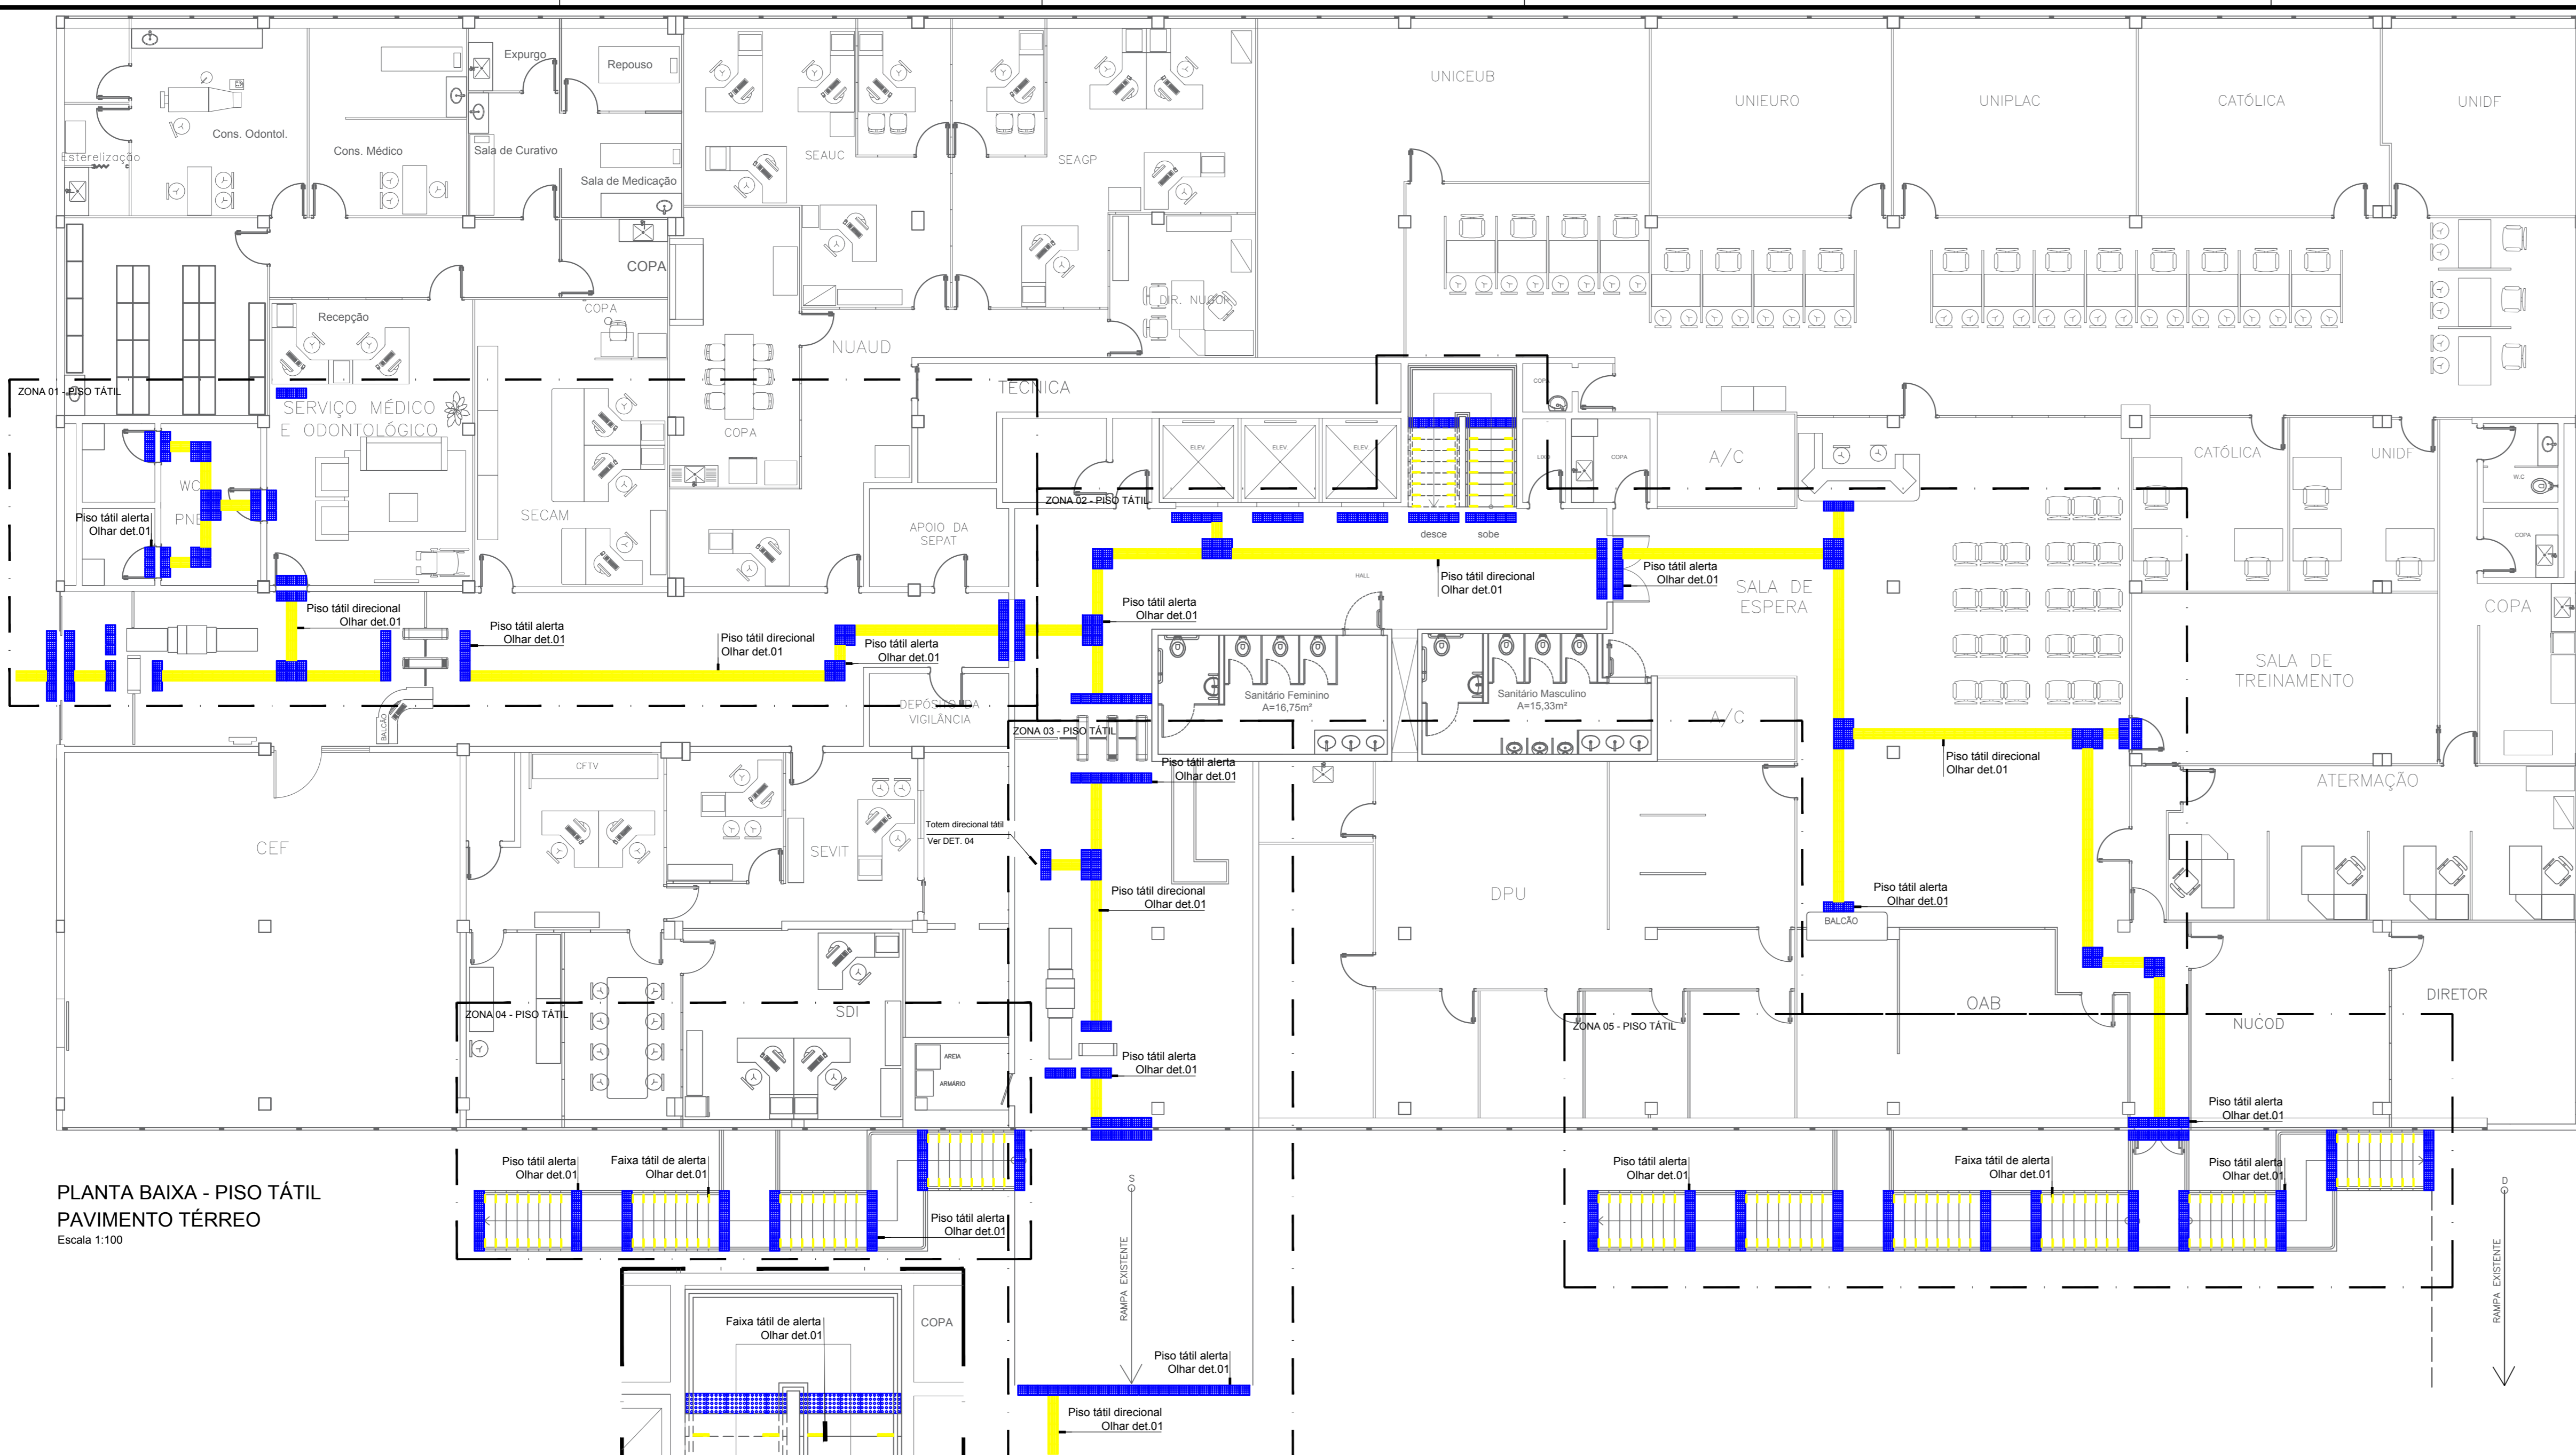 Expurgo
Repouso
Cons. Odontol.
Cons. Médico
Sala de Curativo
Sala de Medicação
Esterelização
SEAUC
SEAGP
UNICEUB
UNIEURO
UNIPLAC
CATÓLICA
UNIDF
COPA
COPA
Recepção
NUAUD
DIR. NUGOP
ZONA 01 - PISO TÁTIL
SERVIÇO MÉDICO
E ODONTOLÓGICO
COPA
TÉCNICA
COPA
WC
PNE
Piso tátil alerta
Olhar det.01
SECAM
APOIO DA
SEPAT
ZONA 02 - PISO TÁTIL
ELEV.
ELEV.
ELEV.
LIXO
COPA
A/C
CATÓLICA
UNIDF
W.C
COPA
desce
sobe
HALL
Piso tátil direcional
Olhar det.01
Piso tátil alerta
Olhar det.01
SALA DE
ESPERA
COPA
Piso tátil direcional
Olhar det.01
Piso tátil alerta
Olhar det.01
Piso tátil direcional
Olhar det.01
Piso tátil alerta
Olhar det.01
Piso tátil alerta
Olhar det.01
SALA DE
TREINAMENTO
Sanitário Feminino
A=16,75m²
Sanitário Masculino
A=15,33m²
A/C
BALCÃO
DEPÓSITO DA
VIGILÂNCIA
ZONA 03 - PISO TÁTIL
Piso tátil alerta
Olhar det.01
Piso tátil direcional
Olhar det.01
ATERMAÇÃO
CFTV
CEF
SEVIT
Totem direcional tátil
Ver DET. 04
Piso tátil direcional
Olhar det.01
DPU
Piso tátil alerta
Olhar det.01
BALCÃO
ZONA 04 - PISO TÁTIL
SDI
AREJA
ARMÁRIO
Piso tátil alerta
Olhar det.01
ZONA 05 - PISO TÁTIL
OAB
NUCOD
DIRETOR
Piso tátil alerta
Olhar det.01
Piso tátil alerta
Olhar det.01
Faixa tátil de alerta
Olhar det.01
Piso tátil alerta
Olhar det.01
Piso tátil alerta
Olhar det.01
Faixa tátil de alerta
Olhar det.01
Piso tátil alerta
Olhar det.01
PLANTA BAIXA - PISO TÁTIL
PAVIMENTO TÉRREO
Escala 1:100
S
RAMPA EXISTENTE
D
RAMPA EXISTENTE
Faixa tátil de alerta
Olhar det.01
COPA
Piso tátil alerta
Olhar det.01
Piso tátil direcional
Olhar det.01